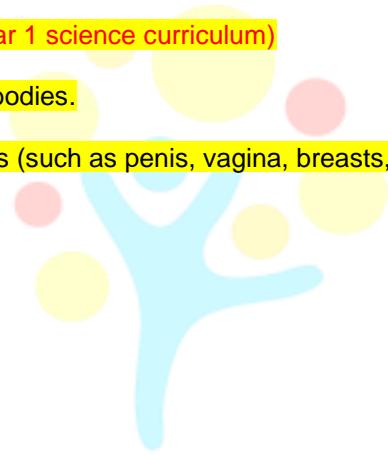 ar 1 science curriculum)
bodies.
s (such as penis, vagina, breasts,